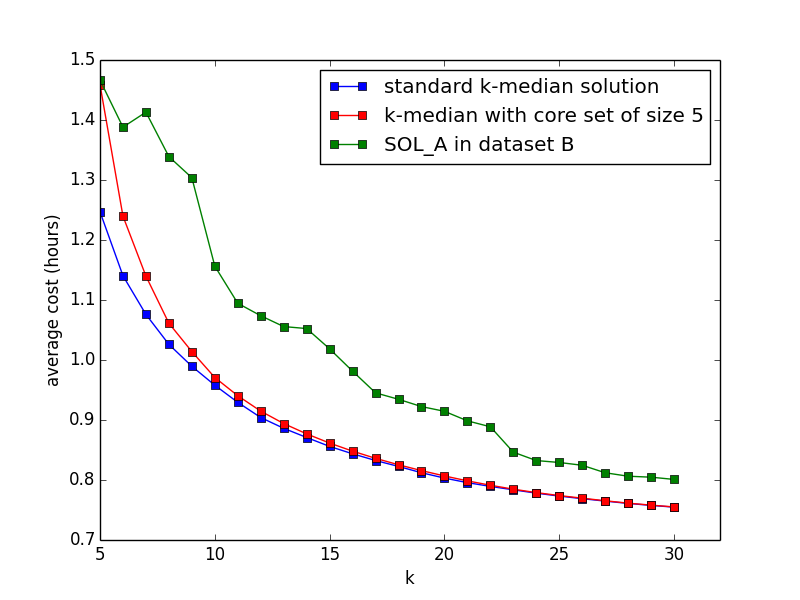 1.5
1.4
1.3
1.2
1.1
1.0
0.9
0.8
0.7
average cost (hours)
standard k-median solution
k-median with core set of size 5
SOL_A in dataset B
5 10 15 20 25 30
k